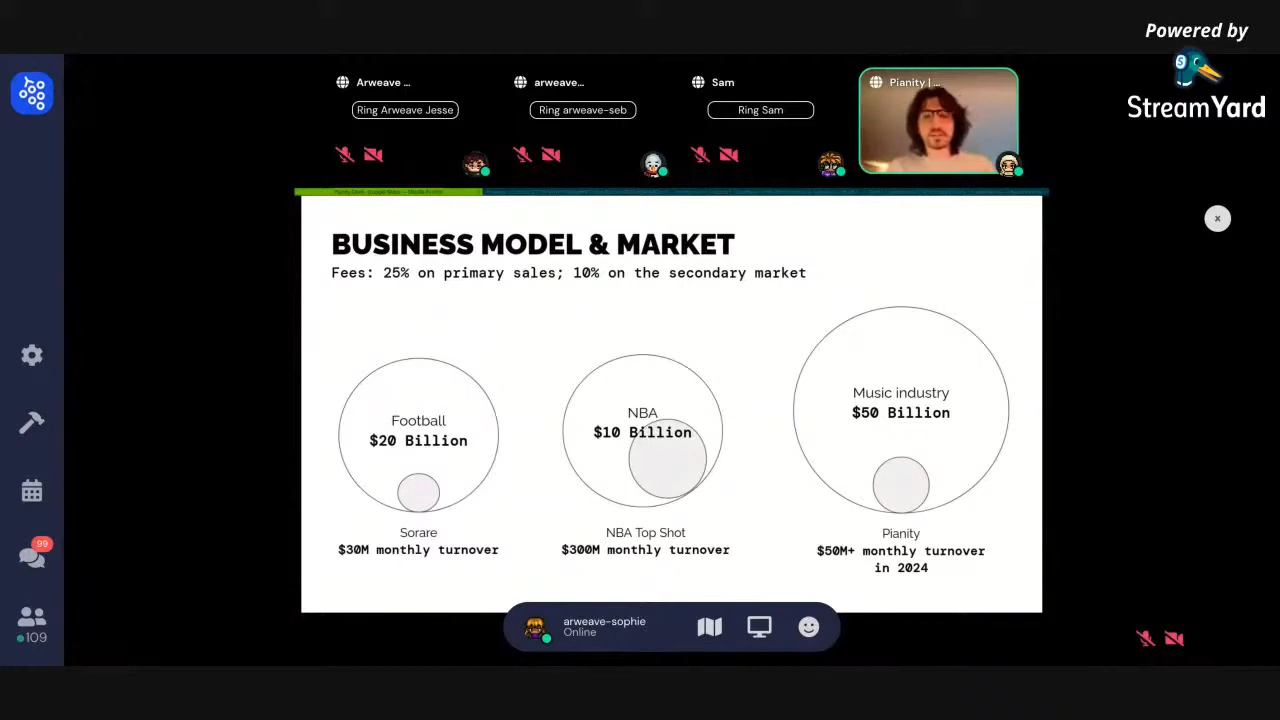 Powered by
StreamYard
Arweave ...
arweave...
Sam
Pianity | ...
Ring Arweave Jesse
Ring arweave-seb
Ring Sam
BUSINESS MODEL & MARKET
Fees: 25% on primary sales; 10% on the secondary market
Football
$20 Billion
NBA
$10 Billion
Music industry
$50 Billion
Sorare
$30M monthly turnover
NBA Top Shot
$300M monthly turnover
Pianity
$50M+ monthly turnover
in 2024
99
109
arweave-sophie
Online